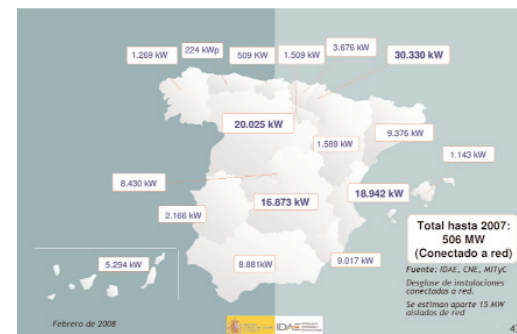 1.269 kW
224 kWp
509 KW
1.509 kW
3.676 kW
30.330 kW
20.025 kW
1.589 kW
9.376 kW
1.143 kW
8.430 kW
16.873 kW
18.942 kW
2.166 kW
Total hasta 2007:
506 MW
(Conectado a red)
5.294 kW
8.881kW
9.017 kW
Fuente: IDAE, CNE, MITyC
Desglose de instalaciones
conectadas a red.
Se estiman aparte 15 MW
aislados de red
Febrero de 2008
IDAE